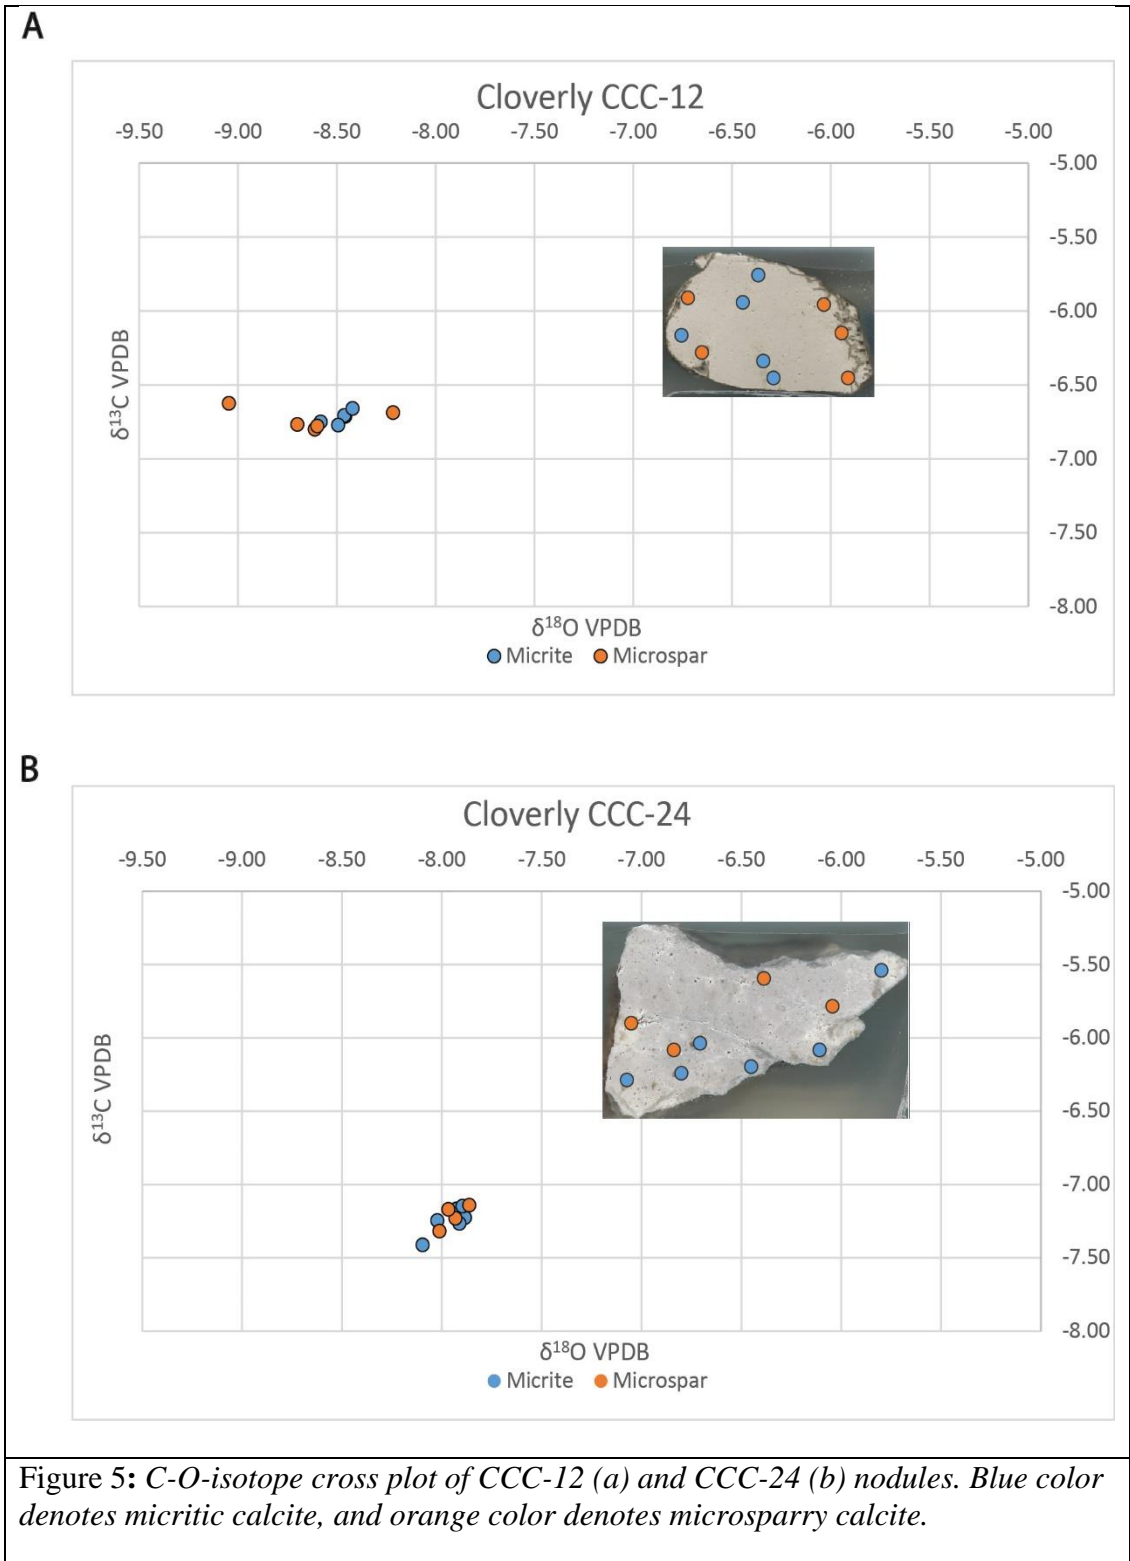 A
Cloverly CCC-12
-9.50 -9.00 -8.50 -8.00 -7.50 -7.00 -6.50 -6.00 -5.50 -5.00
-5.00
-5.50
-6.00
-6.50
-7.00
-7.50
-8.00
δ¹³C VPDB
δ¹⁸O VPDB
Micrite Microspar
B
Cloverly CCC-24
-9.50 -9.00 -8.50 -8.00 -7.50 -7.00 -6.50 -6.00 -5.50 -5.00
-5.00
-5.50
-6.00
-6.50
-7.00
-7.50
-8.00
δ¹³C VPDB
δ¹⁸O VPDB
Micrite Microspar
Figure 5: C-O-isotope cross plot of CCC-12 (a) and CCC-24 (b) nodules. Blue color
denotes micritic calcite, and orange color denotes microsparry calcite.